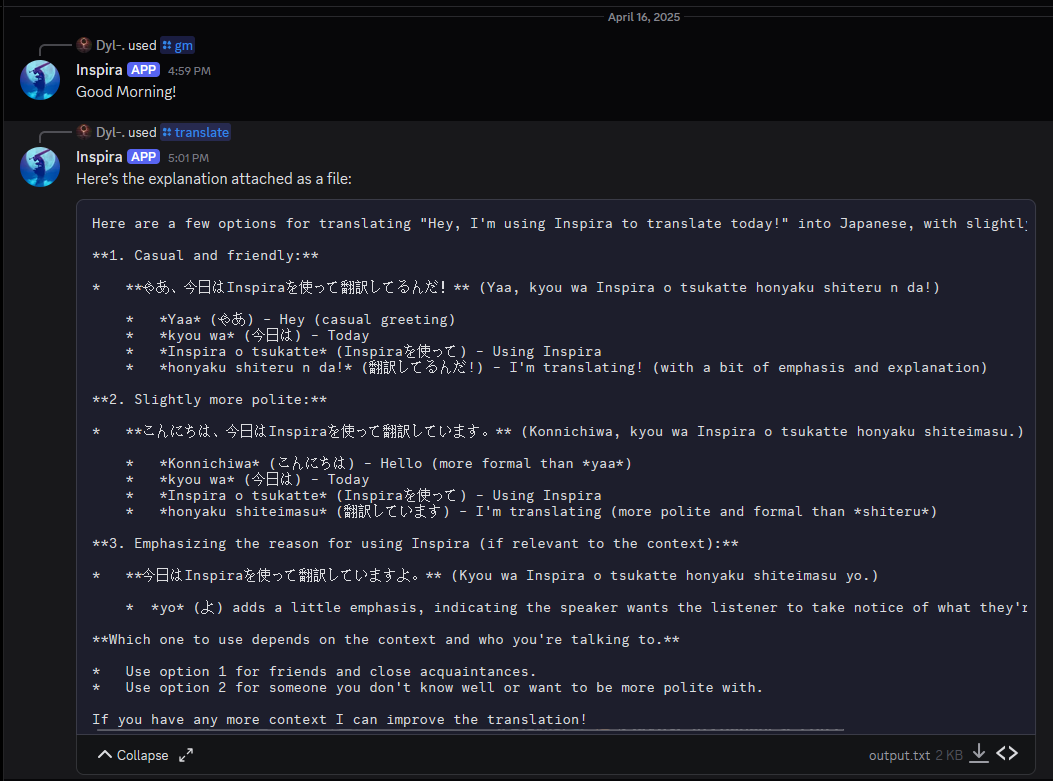 April 16, 2025
Dyl-. used gm
Inspira APP 4:59 PM
Good Morning!
Dyl-. used translate
Inspira APP 5:01 PM
Here's the explanation attached as a file:
Here are a few options for translating "Hey, I'm using Inspira to translate today!" into Japanese, with slightly
**1. Casual and friendly:**
* **やあ、今日はInspiraを使って翻訳してるんだ！** (Yaa, kyou wa Inspira o tsukatte honyaku shiteru n da!)
* *Yaa* (やあ) - Hey (casual greeting)
* *kyou wa* (今日は) - Today
* *Inspira o tsukatte* (Inspiraを使って) - Using Inspira
* *honyaku shiteru n da!* (翻訳してるんだ！) - I'm translating! (with a bit of emphasis and explanation)
**2. Slightly more polite:**
* **こんにちは、今日はInspiraを使って翻訳しています。** (Konnichiwa, kyou wa Inspira o tsukatte honyaku shiteimasu.)
* *Konnichiwa* (こんにちは) - Hello (more formal than *yaa*)
* *kyou wa* (今日は) - Today
* *Inspira o tsukatte* (Inspiraを使って) - Using Inspira
* *honyaku shiteimasu* (翻訳しています) - I'm translating (more polite and formal than *shiteru*)
**3. Emphasizing the reason for using Inspira (if relevant to the context):**
* **今日はInspiraを使って翻訳していますよ。** (Kyou wa Inspira o tsukatte honyaku shiteimasu yo.)
* *yo* (よ) adds a little emphasis, indicating the speaker wants the listener to take notice of what they'r
**Which one to use depends on the context and who you're talking to.**
* Use option 1 for friends and close acquaintances.
* Use option 2 for someone you don't know well or want to be more polite with.
If you have any more context I can improve the translation!
Collapse output.txt 2 KB